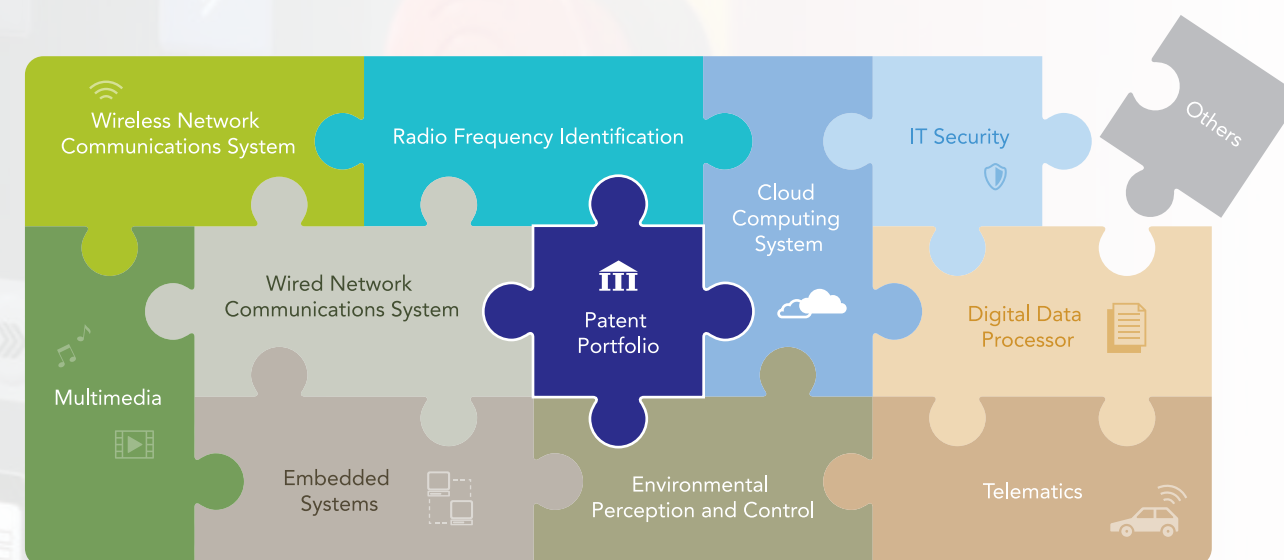 Wireless Network
Communications System
Radio Frequency Identification
Cloud
Computing
System
IT Security
Others
Multimedia
Wired Network
Communications System
Patent
Portfolio
Digital Data
Processor
Embedded
Systems
Environmental
Perception and Control
Telematics